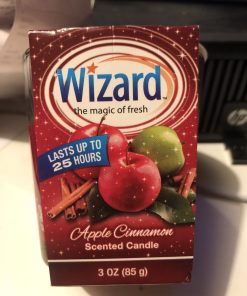 Wizard
the magic of fresh
LASTS UP TO
25 HOURS
Apple Cinnamon
Scented Candle
3 OZ (85 g)